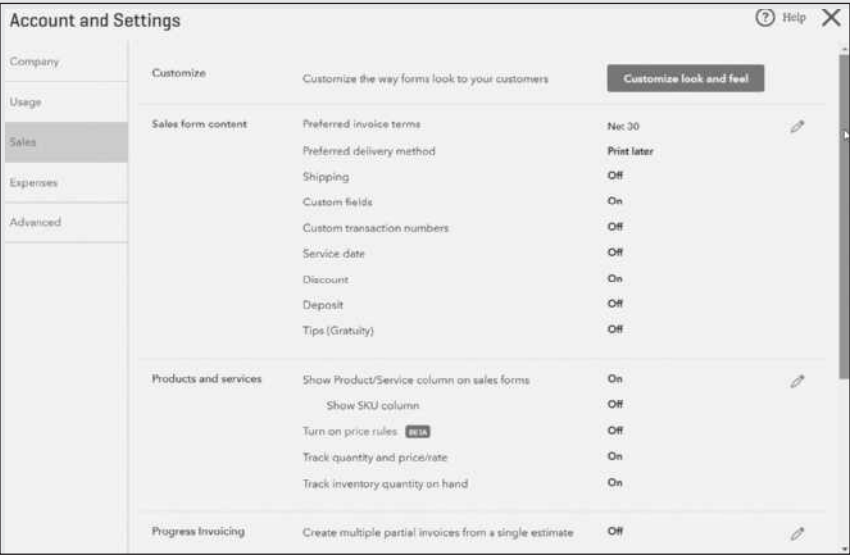 Account and Settings
Help
Company
Usage
Sales
Expenses
Advanced
Customize Customize the way forms look to your customers Customize look and feel
Sales form content Preferred invoice terms Net 30
Preferred delivery method Print later
Shipping Off
Custom fields On
Custom transaction numbers Off
Service date Off
Discount On
Deposit Off
Tips (Gratuity) Off
Products and services Show Product/Service column on sales forms On
Show SKU column Off
Turn on price rules BETA Off
Track quantity and price/rate On
Track inventory quantity on hand On
Progress Invoicing Create multiple partial invoices from a single estimate Off